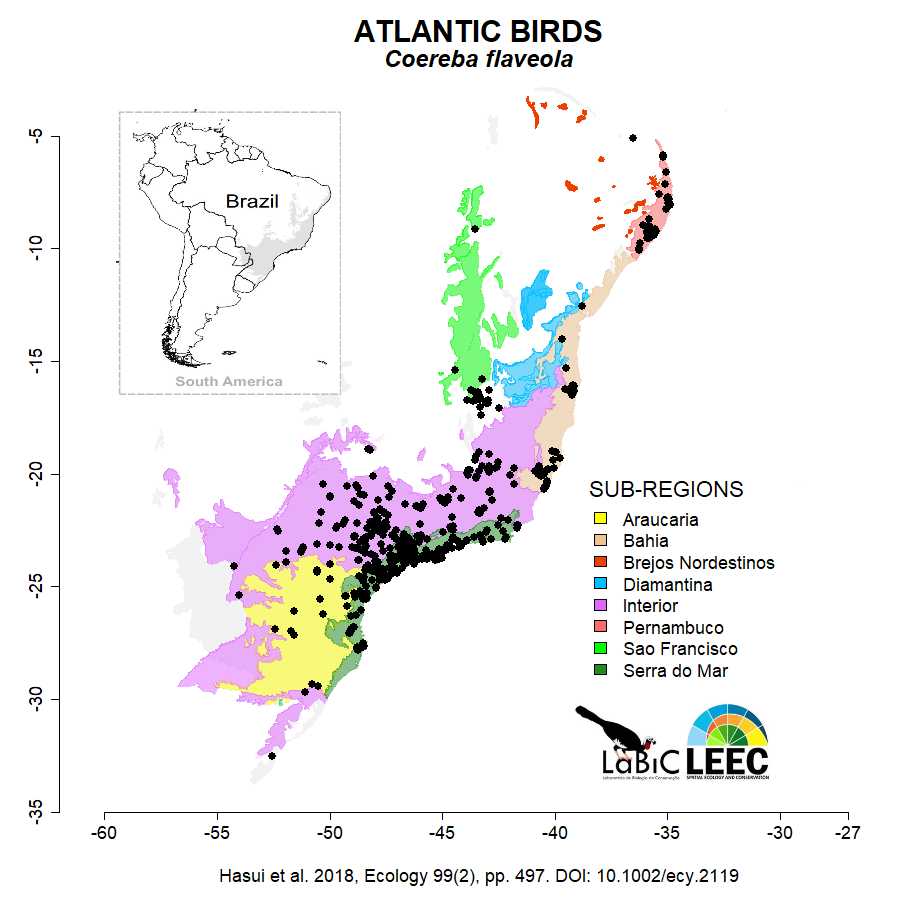 ATLANTIC BIRDS
Coereba flaveola
Brazil
South America
-5
-10
-15
-20
-25
-30
-35
-60
-55
-50
-45
-40
-35
-30
-27
SUB-REGIONS
Araucaria
Bahia
Brejos Nordestinos
Diamantina
Interior
Pernambuco
Sao Francisco
Serra do Mar
LaBiC
Laboratório de Biologia da Conservação
LEEC
SPATIAL ECOLOGY AND CONSERVATION
Hasui et al. 2018, Ecology 99(2), pp. 497. DOI: 10.1002/ecy.2119